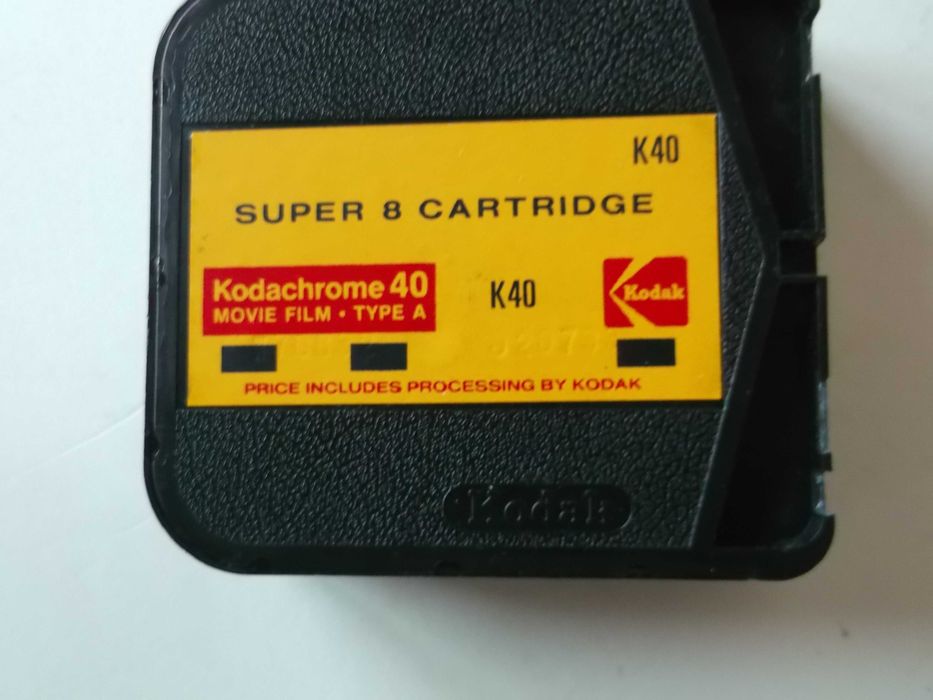 K40
SUPER 8 CARTRIDGE
Kodachrome 40
MOVIE FILM • TYPE A
K40
Kodak
PRICE INCLUDES PROCESSING BY KODAK
Kodak